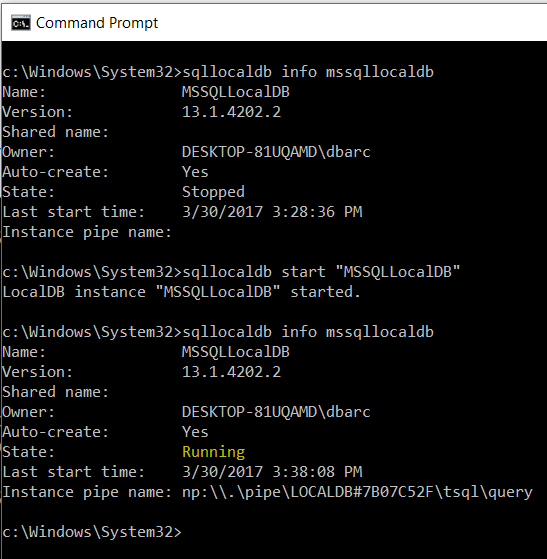 Command Prompt
c:\Windows\System32>sqllocaldb info mssqllocaldb
Name:               MSSQLLocalDB
Version:            13.1.4202.2
Shared name:
Owner:              DESKTOP-81UQAMD\dbarc
Auto-create:        Yes
State:              Stopped
Last start time:    3/30/2017 3:28:36 PM
Instance pipe name:
c:\Windows\System32>sqllocaldb start "MSSQLLocalDB"
LocalDB instance "MSSQLLocalDB" started.
c:\Windows\System32>sqllocaldb info mssqllocaldb
Name:               MSSQLLocalDB
Version:            13.1.4202.2
Shared name:
Owner:              DESKTOP-81UQAMD\dbarc
Auto-create:        Yes
State:              Running
Last start time:    3/30/2017 3:38:08 PM
Instance pipe name: np:\\.\pipe\LOCALDB#7B07C52F\tsql\query
c:\Windows\System32>